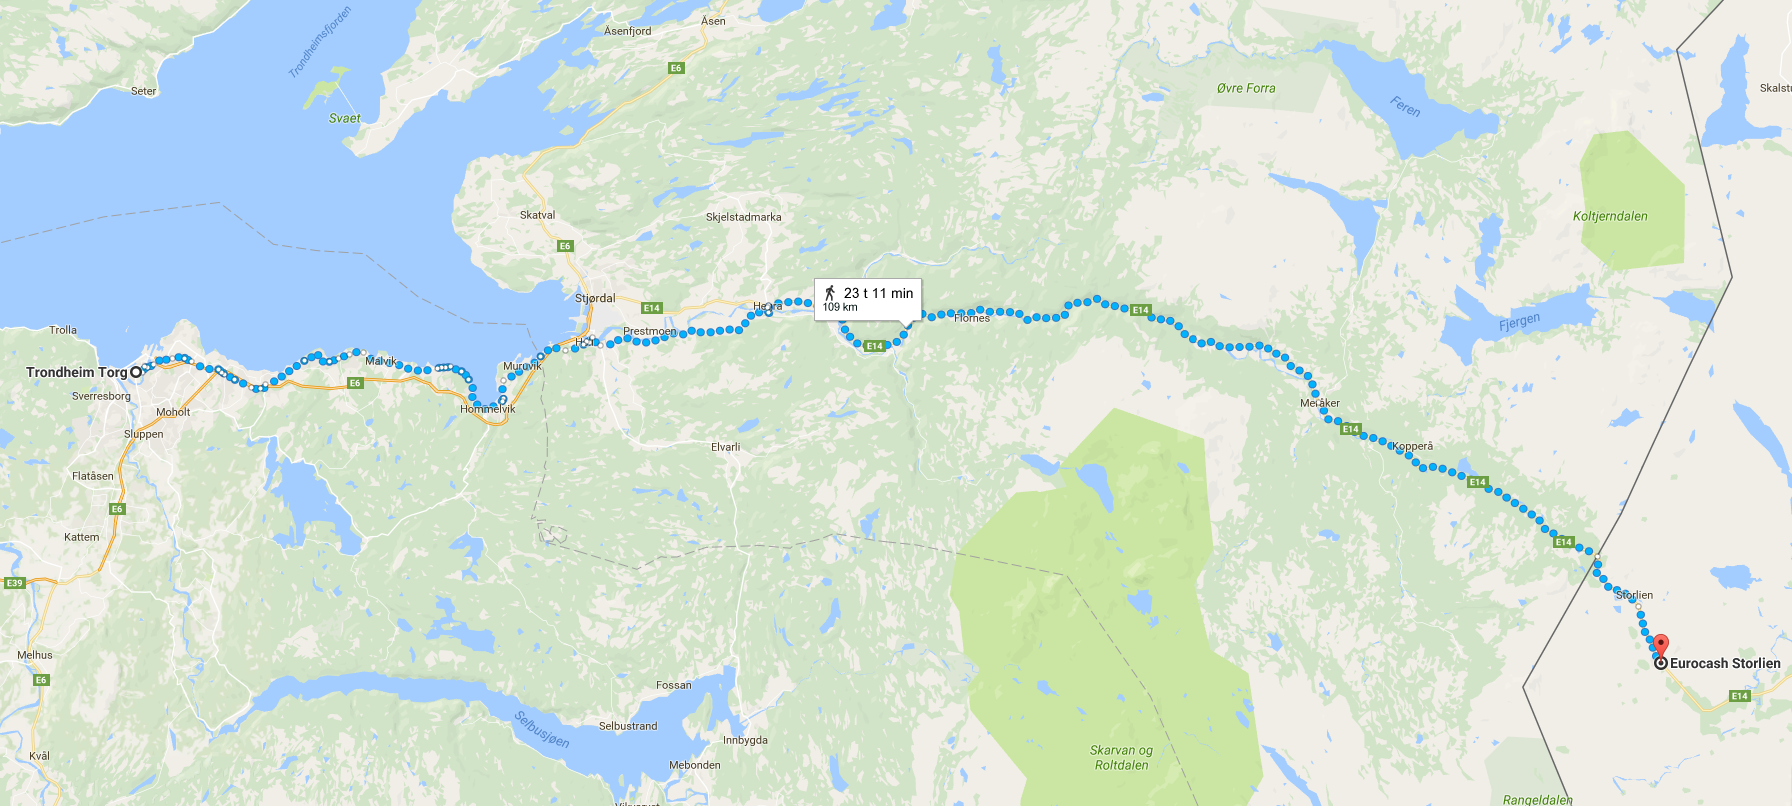 Åsen
Åsenfjord
Trondheimsfjorden
E6
Seter
Øvre Forra
Feren
Svaet
Skatval
Skjelstadmarka
Koltjerndalen
E6
Stjørdal
E14
23 t 11 min
109 km
E14
Flornes
Fjergen
Trolla
Prestmoen
E14
Malvik
Muruvik
Trondheim Torg
E6
Sverresborg
Moholt
Hommelvik
Meråker
E14
Sluppen
Elvarli
Kopperå
Flatåsen
E14
E6
Kattem
E14
E39
Storlien
Melhus
Eurocash Storlien
E6
Fossan
E14
Selbusjøen
Selbustrand
Innbygda
Skarvan og
Roltdalen
Kvål
Mebonden
Rangeldalen